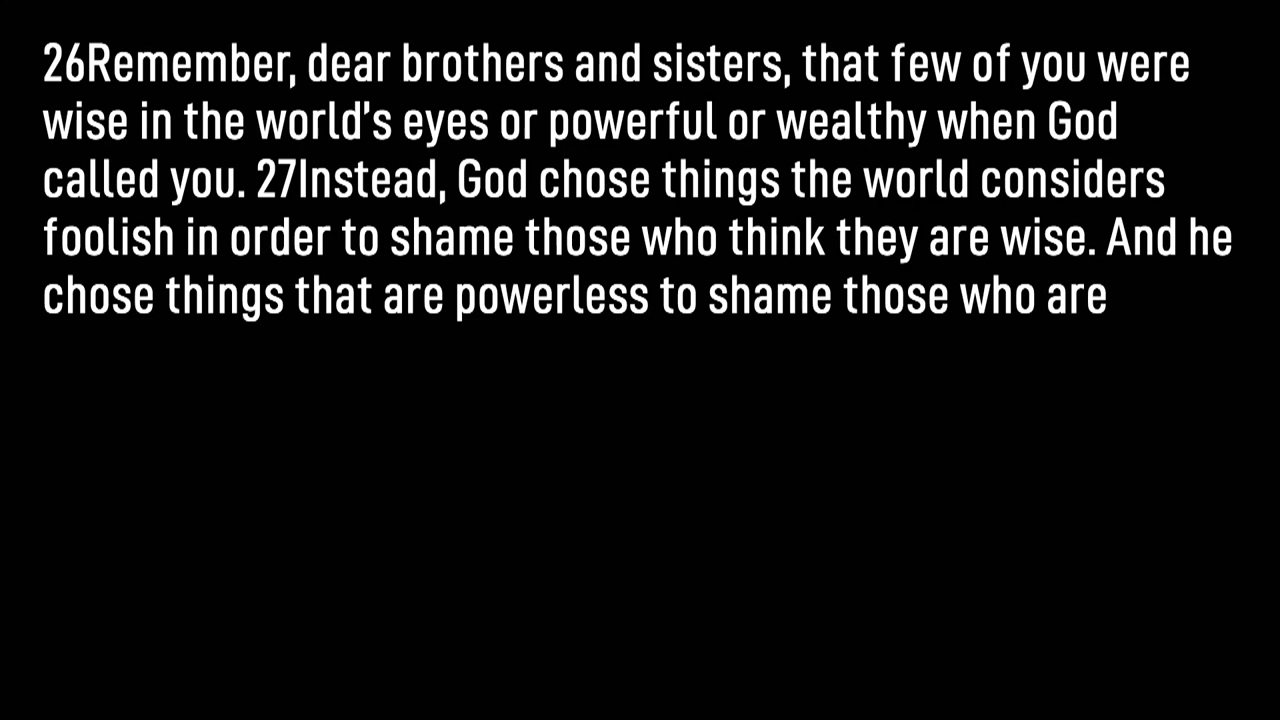 26Remember, dear brothers and sisters, that few of you were
wise in the world's eyes or powerful or wealthy when God
called you. 27Instead, God chose things the world considers
foolish in order to shame those who think they are wise. And he
chose things that are powerless to shame those who are